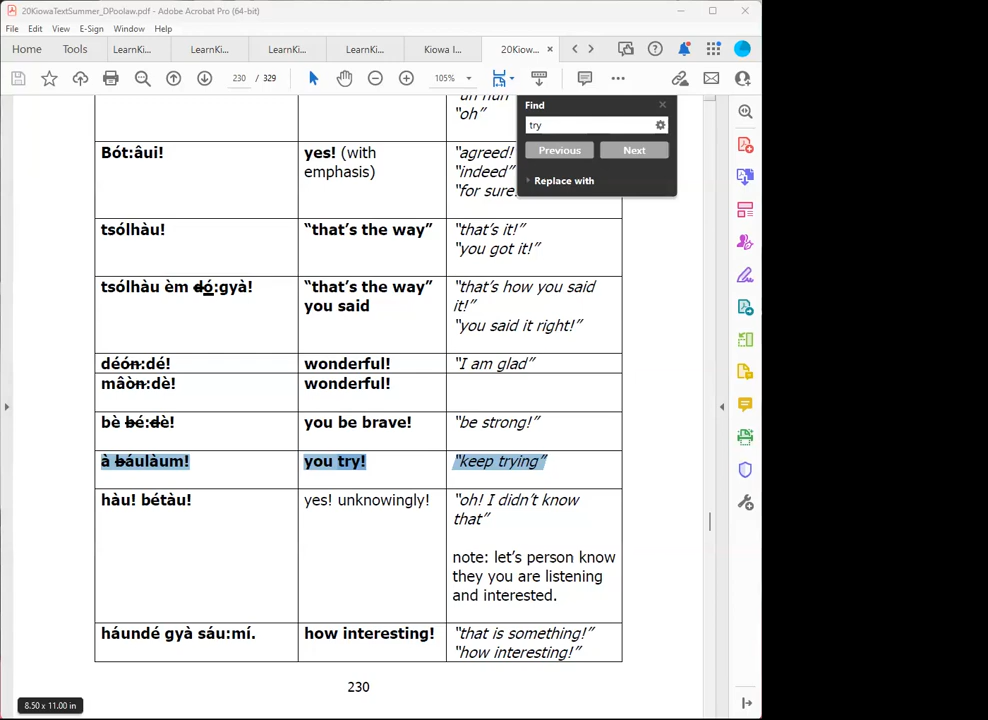 20KiowaTextSummer_DPoolaw.pdf - Adobe Acrobat Pro (64-bit)
File Edit View E-Sign Window Help
Home Tools LearnKi... LearnKi... LearnKi... LearnKi... Kiowa I... 20Kiow...
230 / 329 105%
Find
try
Previous Next
Replace with
"oh"
Bót:âui! yes! (with "agreed!
emphasis) "indeed"
"for sure
tsólhàu! "that's the way" "that's it!"
"you got it!"
tsólhàu èm dó:gyà! "that's the way" "that's how you said
you said it!"
"you said it right!"
déón:dé! wonderful! "I am glad"
mâòn:dè! wonderful!
bè bé:dè! you be brave! "be strong!"
à báulàum! you try! "keep trying"
hàu! bétàu! yes! unknowingly! "oh! I didn't know
that"
note: let's person know
they you are listening
and interested.
háundé gyà sáu:mí. how interesting! "that is something!"
"how interesting!"
230
8.50 x 11.00 in